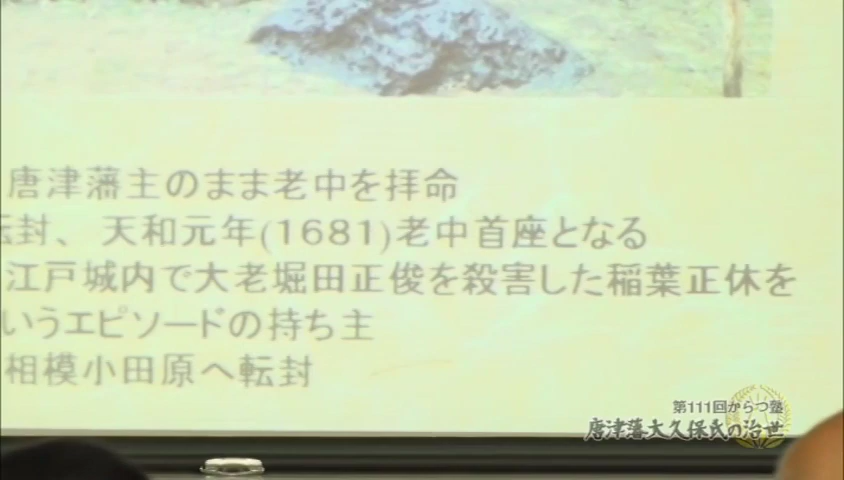 唐津藩主のまま老中を拝命
転封、天和元年(1681)老中首座となる
江戸城内で大老堀田正俊を殺害した稲葉正休を
いうエピソードの持ち主
相模小田原へ転封
第111回からつ塾
唐津藩大久保氏の治世